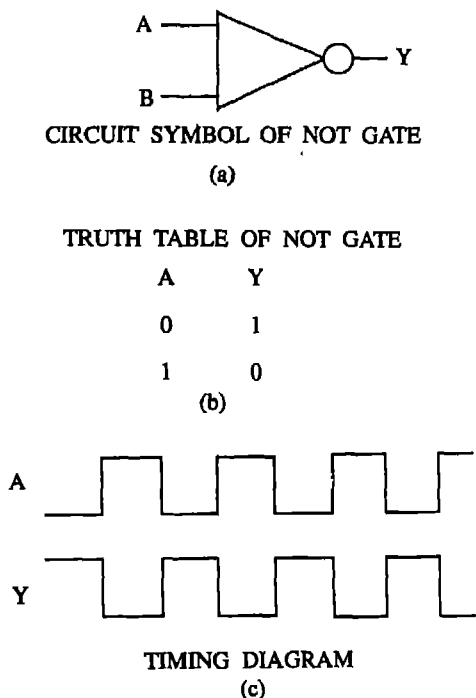 A
Y
B
CIRCUIT SYMBOL OF NOT GATE
(a)
TRUTH TABLE OF NOT GATE
A Y
0 1
1 0
(b)
A
Y
TIMING DIAGRAM
(c)